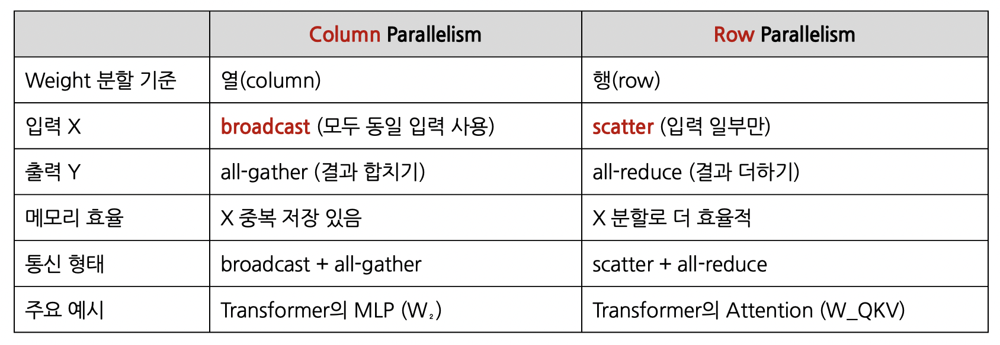 Column Parallelism
Row Parallelism
Weight 분할 기준
열(column)
행(row)
입력 X
broadcast (모두 동일 입력 사용)
scatter (입력 일부만)
출력 Y
all-gather (결과 합치기)
all-reduce (결과 더하기)
메모리 효율
X 중복 저장 있음
X 분할로 더 효율적
통신 형태
broadcast + all-gather
scatter + all-reduce
주요 예시
Transformer의 MLP (W₂)
Transformer의 Attention (W_QKV)